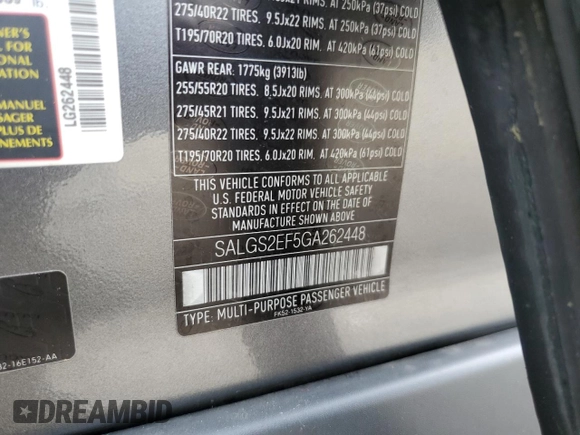 275/40R22 TIRES. 9.5Jx22 RIMS. AT 250kPa (37psi) COLD
T195/70R20 TIRES. 6.0Jx20 RIMS. AT 420kPa (61psi) COLD
GAWR REAR: 1775kg (3913lb)
255/55R20 TIRES. 8.5Jx20 RIMS. AT 300kPa (44psi) COLD
275/45R21 TIRES. 9.5Jx21 RIMS. AT 300kPa (44psi) COLD
275/40R22 TIRES. 9.5Jx22 RIMS. AT 300kPa (44psi) COLD
T195/70R20 TIRES. 6.0Jx20 RIMS. AT 420kPa (61psi) COLD
THIS VEHICLE CONFORMS TO ALL APPLICABLE
U.S. FEDERAL MOTOR VEHICLE SAFETY
STANDARDS IN EFFECT ON THE DATE OF
MANUFACTURE SHOWN ABOVE.
SALGS2EF5GA262448
TYPE: MULTI-PURPOSE PASSENGER VEHICLE
FK52-1532-YA
LG262448
MANUEL
PLUS
NEMENTS
32-16E152-AA
DREAMBID